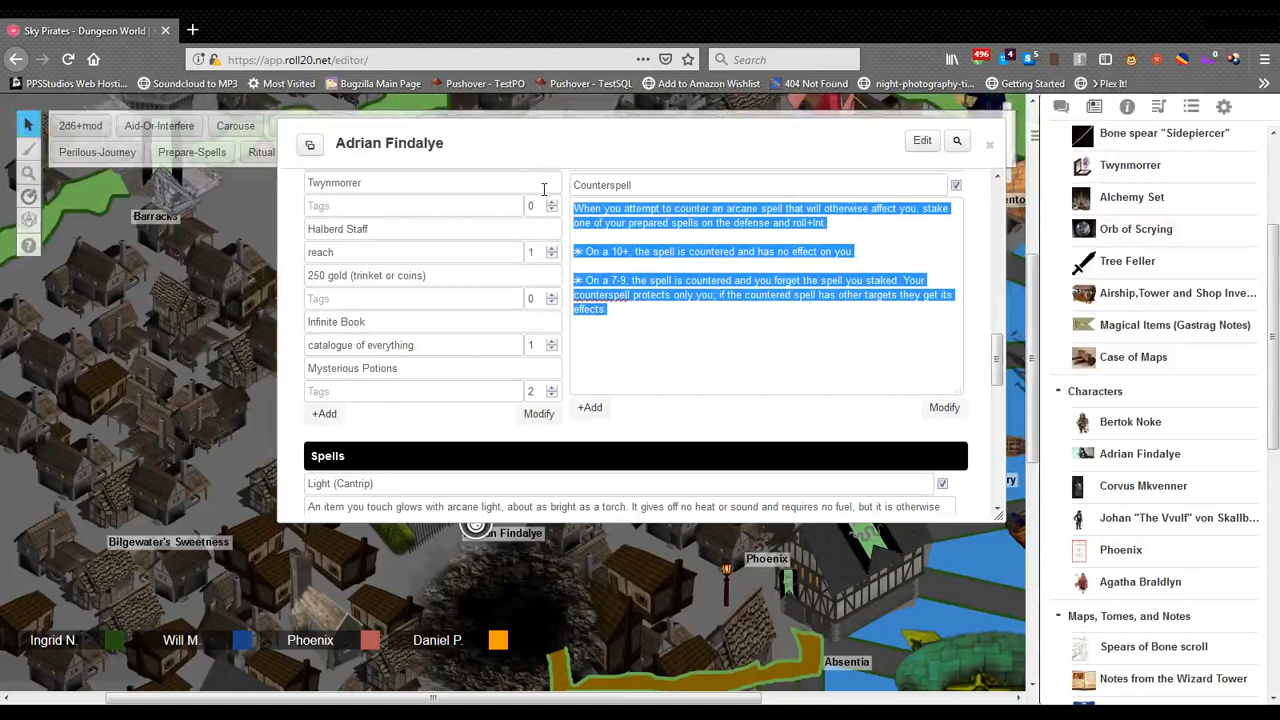 Sky Pirates - Dungeon World |
https://app.roll20.net/editor/
Search
496
4
5
0
PPSStudios Web Hosti...
Soundcloud to MP3
Most Visited
Bugzilla Main Page
Pushover - TestPO
Pushover - TestSQL
Add to Amazon Wishlist
404 Not Found
night-photography-ti...
Getting Started
Plex It!
2d6+mod
Aid-Or-Interfere
Carouse
Perilous-Journey
Prepare-Spells
Ritual
Adrian Findalye
Edit
Twynmorrer
Tags
0
Halberd Staff
reach
1
250 gold (trinket or coins)
Tags
0
Infinite Book
catalogue of everything
1
Mysterious Potions
Tags
2
+Add
Modify
Counterspell
When you attempt to counter an arcane spell that will otherwise affect you, stake
one of your prepared spells on the defense and roll+Int.
✴ On a 10+, the spell is countered and has no effect on you.
✴ On a 7-9, the spell is countered and you forget the spell you staked. Your
counterspell protects only you; if the countered spell has other targets they get its
effects.
+Add
Modify
Spells
Light (Cantrip)
An item you touch glows with arcane light, about as bright as a torch. It gives off no heat or sound and requires no fuel, but it is otherwise
Barracks
Bilgewater's Sweetness
Findalye
Phoenix
Absentia
Ingrid N.
Will M.
Phoenix
Daniel P.
Bone spear "Sidepiercer"
Twynmorrer
Alchemy Set
Orb of Scrying
Tree Feller
Airship,Tower and Shop Inve...
Magical Items (Gastrag Notes)
Case of Maps
Characters
Bertok Noke
Adrian Findalye
Corvus Mkvenner
Johan "The Vvulf" von Skallb...
Phoenix
Agatha Braldlyn
Maps, Tomes, and Notes
Spears of Bone scroll
Notes from the Wizard Tower